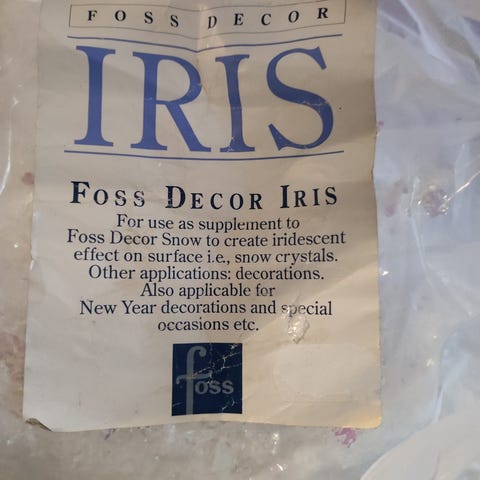 FOSS DECOR
IRIS
FOSS DECOR IRIS
For use as supplement to
Foss Decor Snow to create iridescent
effect on surface i.e., snow crystals.
Other applications: decorations.
Also applicable for
New Year decorations and special
occasions etc.
foss